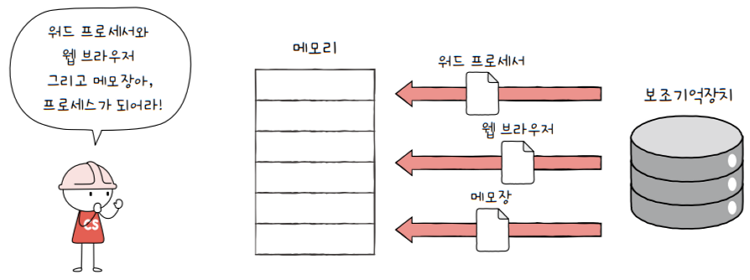 워드 프로세서와
웹 브라우저
그리고 메모장아,
프로세스가 되어라!
CS
메모리
워드 프로세서
웹 브라우저
메모장
보조기억장치